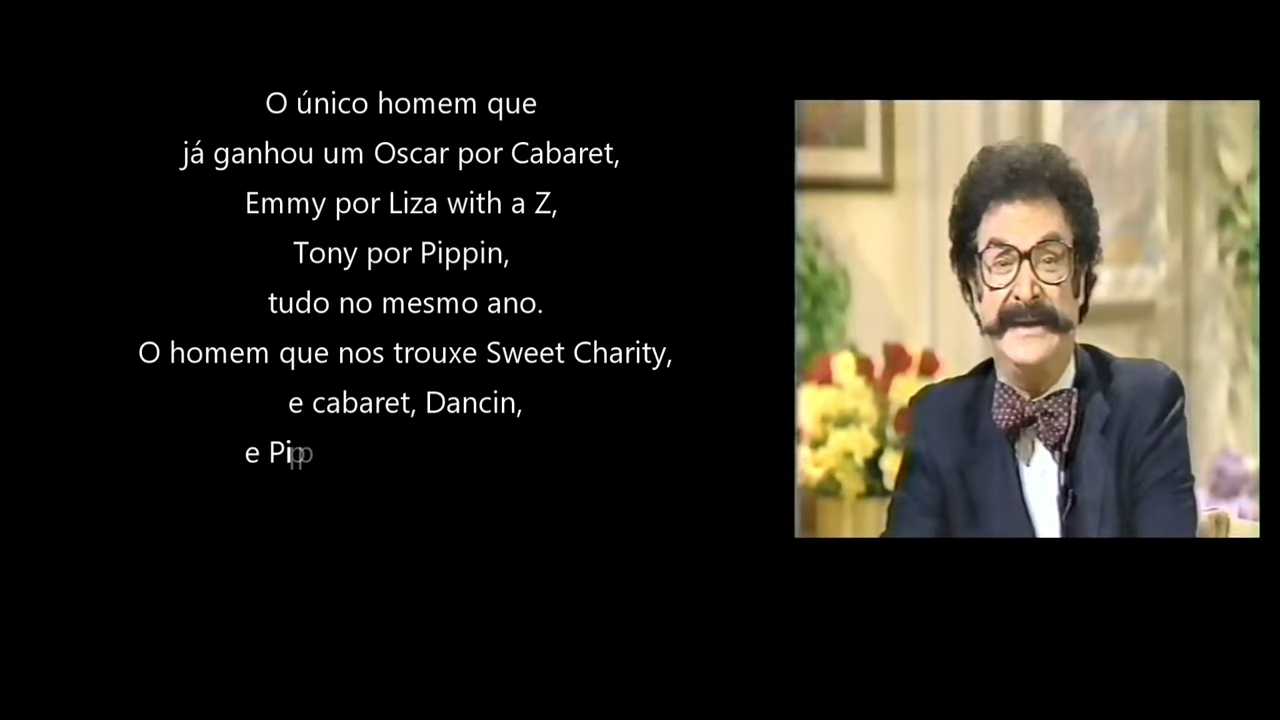 O único homem que
já ganhou um Oscar por Cabaret,
Emmy por Liza with a Z,
Tony por Pippin,
tudo no mesmo ano.
O homem que nos trouxe Sweet Charity,
e cabaret, Dancin,
e Pipp